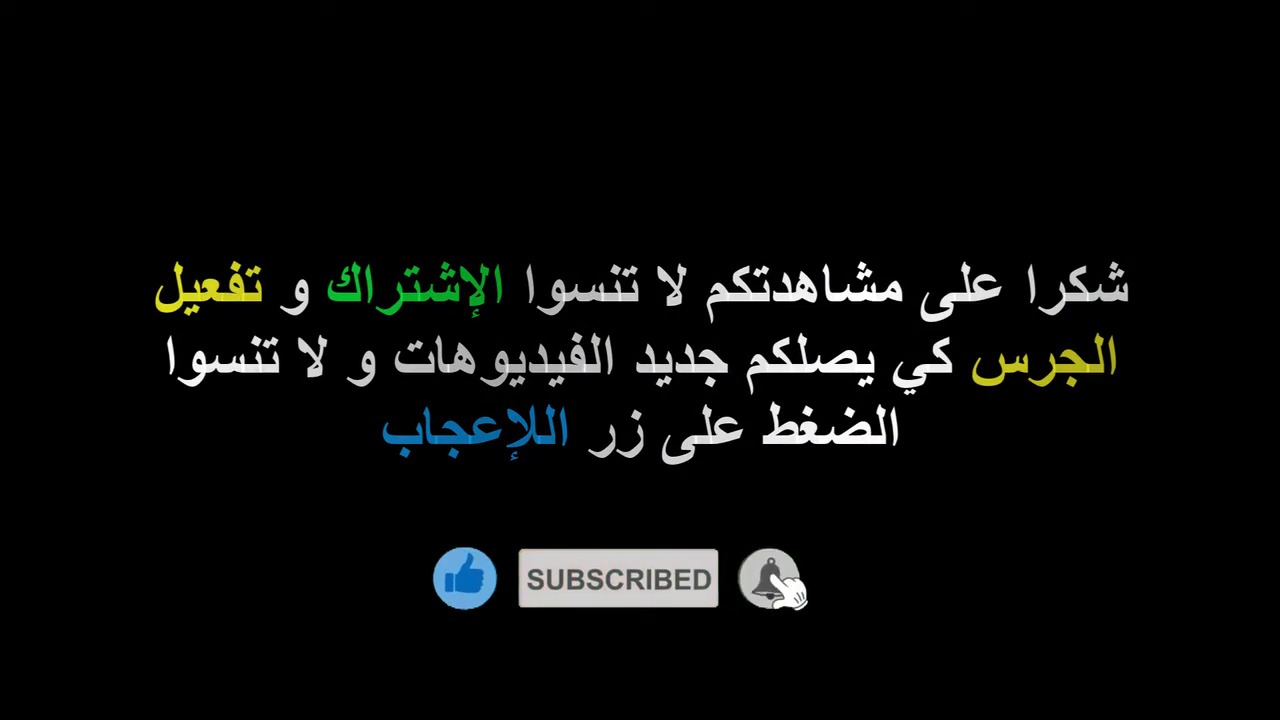 شكرا على مشاهدتكم لا تنسوا الإشتراك و تفعيل
الجرس كي يصلكم جديد الفيديوهات و لا تنسوا
الضغط على زر اللإعجاب
SUBSCRIBED